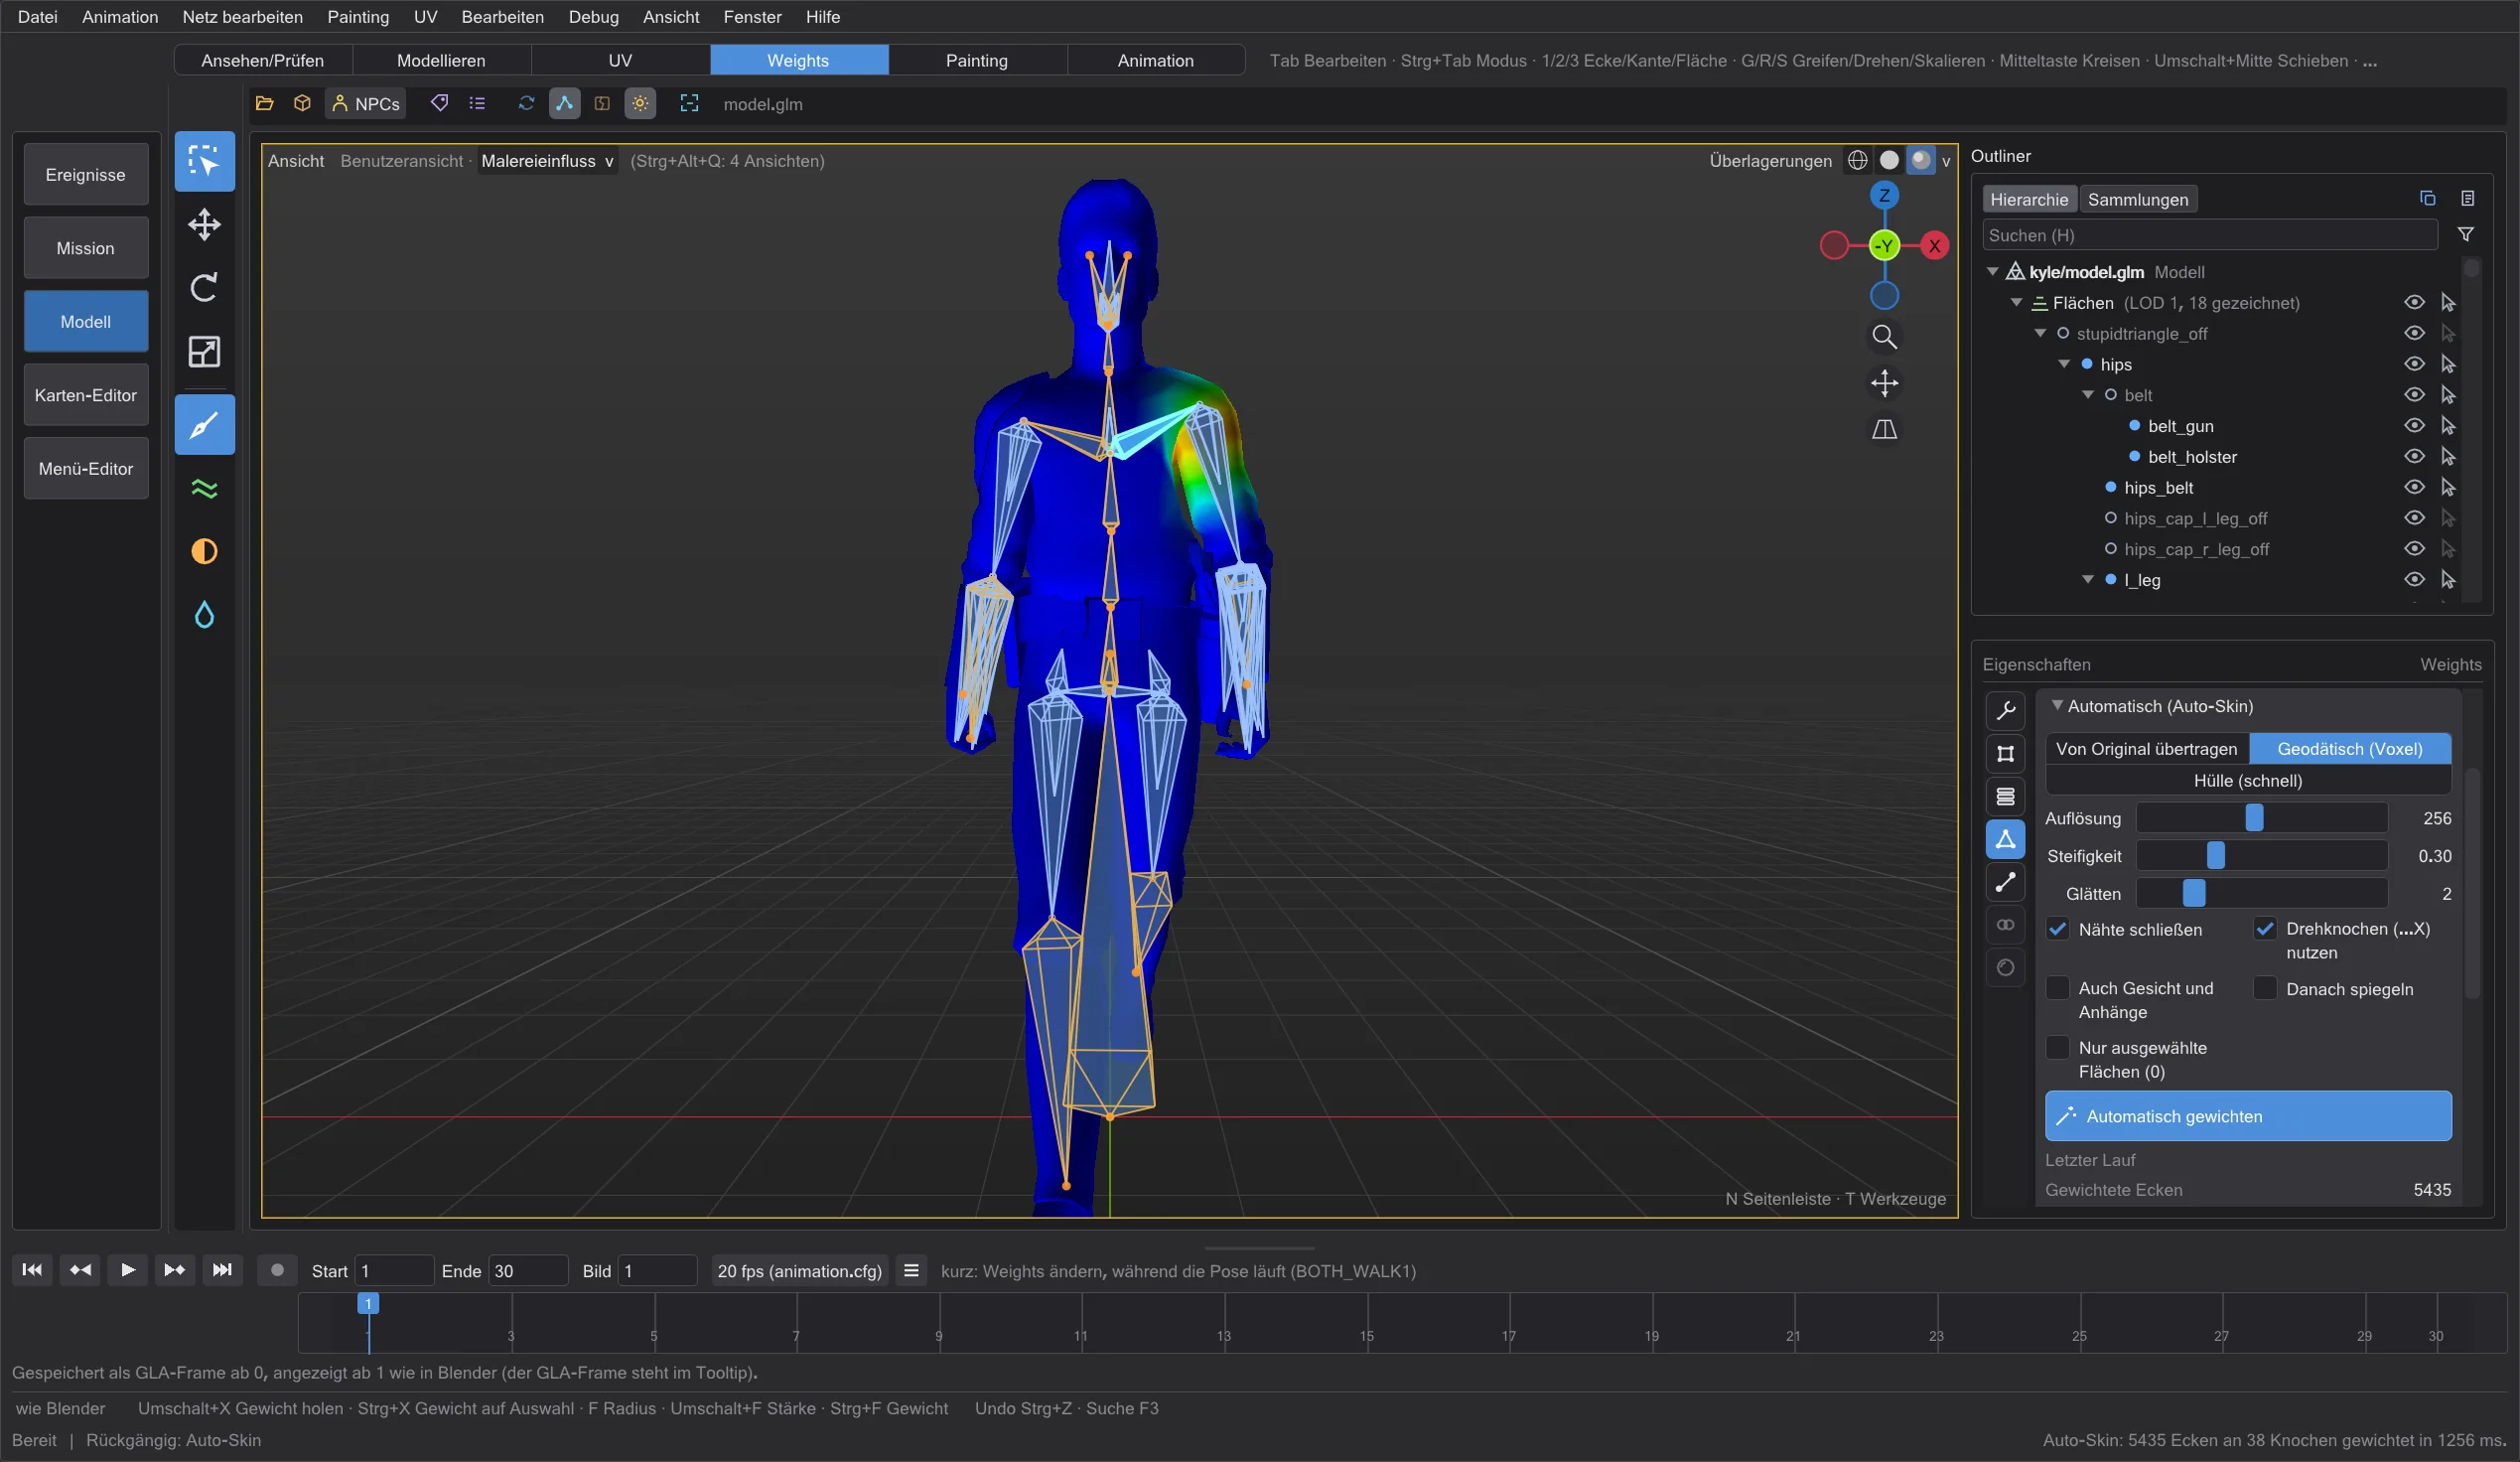 Datei Animation Netz bearbeiten Painting UV Bearbeiten Debug Ansicht Fenster Hilfe
Ansehen/Prüfen Modellieren UV Weights Painting Animation Tab Bearbeiten · Strg+Tab Modus · 1/2/3 Ecke/Kante/Fläche · G/R/S Greifen/Drehen/Skalieren · Mitteltaste Kreisen · Umschalt+Mitte Schieben · ...
NPCs model.glm
Ereignisse
Mission
Modell
Karten-Editor
Menü-Editor
Ansicht Benutzeransicht · Malereieinfluss v (Strg+Alt+Q: 4 Ansichten) Überlagerungen v
Z
-Y X
N Seitenleiste · T Werkzeuge
Outliner
Hierarchie Sammlungen
Suchen (H)
kyle/model.glm Modell
Flächen (LOD 1, 18 gezeichnet)
stupidtriangle_off
hips
belt
belt_gun
belt_holster
hips_belt
hips_cap_l_leg_off
hips_cap_r_leg_off
l_leg
Eigenschaften Weights
Automatisch (Auto-Skin)
Von Original übertragen Geodätisch (Voxel)
Hülle (schnell)
Auflösung 256
Steifigkeit 0.30
Glätten 2
Nähte schließen Drehknochen (...X) nutzen
Auch Gesicht und Anhänge Danach spiegeln
Nur ausgewählte Flächen (0)
Automatisch gewichten
Letzter Lauf
Gewichtete Ecken 5435
Start 1 Ende 30 Bild 1 20 fps (animation.cfg) kurz: Weights ändern, während die Pose läuft (BOTH_WALK1)
1
1 3 5 7 9 11 13 15 17 19 21 23 25 27 29 30
Gespeichert als GLA-Frame ab 0, angezeigt ab 1 wie in Blender (der GLA-Frame steht im Tooltip).
wie Blender Umschalt+X Gewicht holen · Strg+X Gewicht auf Auswahl · F Radius · Umschalt+F Stärke · Strg+F Gewicht Undo Strg+Z · Suche F3
Bereit | Rückgängig: Auto-Skin Auto-Skin: 5435 Ecken an 38 Knochen gewichtet in 1256 ms.